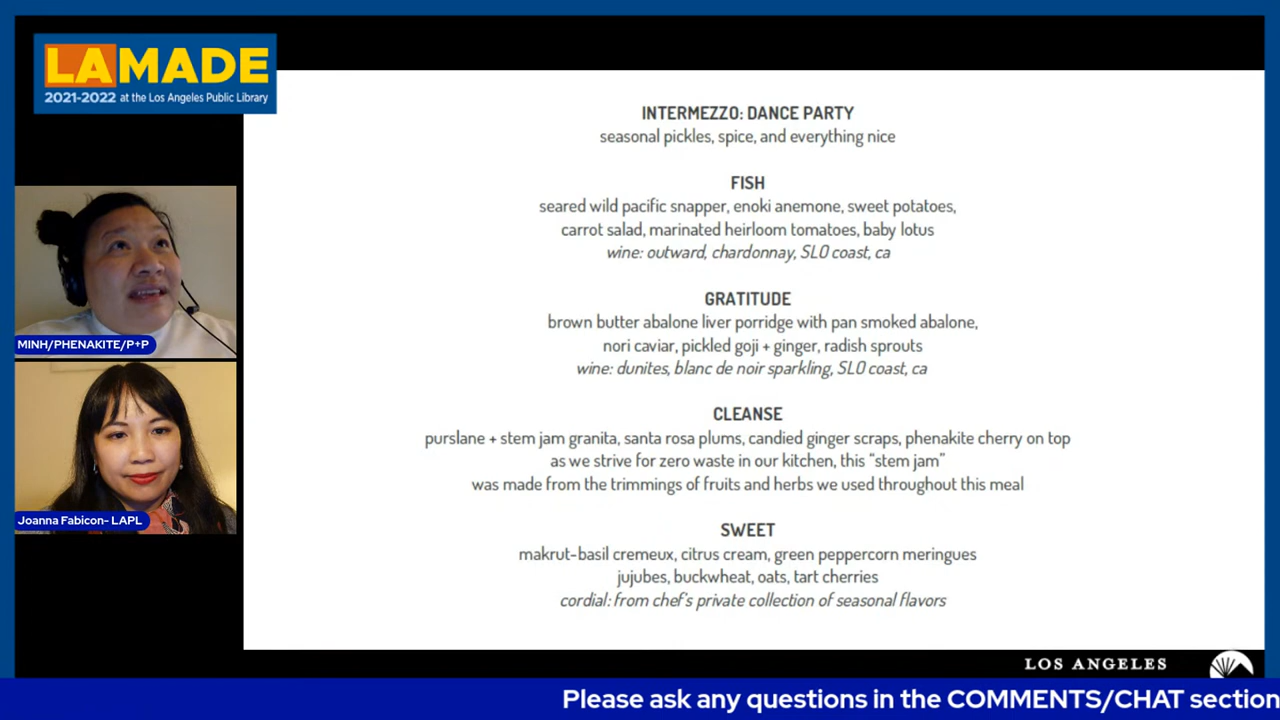 LAMADE
2021-2022 at the Los Angeles Public Library
INTERMEZZO: DANCE PARTY
seasonal pickles, spice, and everything nice
FISH
seared wild pacific snapper, enoki anemone, sweet potatoes,
carrot salad, marinated heirloom tomatoes, baby lotus
wine: outward, chardonnay, SLO coast, ca
GRATITUDE
brown butter abalone liver porridge with pan smoked abalone,
nori caviar, pickled goji + ginger, radish sprouts
wine: dunites, blanc de noir sparkling, SLO coast, ca
CLEANSE
purslane + stem jam granita, santa rosa plums, candied ginger scraps, phenakite cherry on top
as we strive for zero waste in our kitchen, this “stem jam”
was made from the trimmings of fruits and herbs we used throughout this meal
SWEET
makrut-basil cremeux, citrus cream, green peppercorn meringues
jujubes, buckwheat, oats, tart cherries
cordial: from chef's private collection of seasonal flavors
MINH/PHENAKITE/P+P
Joanna Fabicon- LAPL
LOS ANGELES
Please ask any questions in the COMMENTS/CHAT section